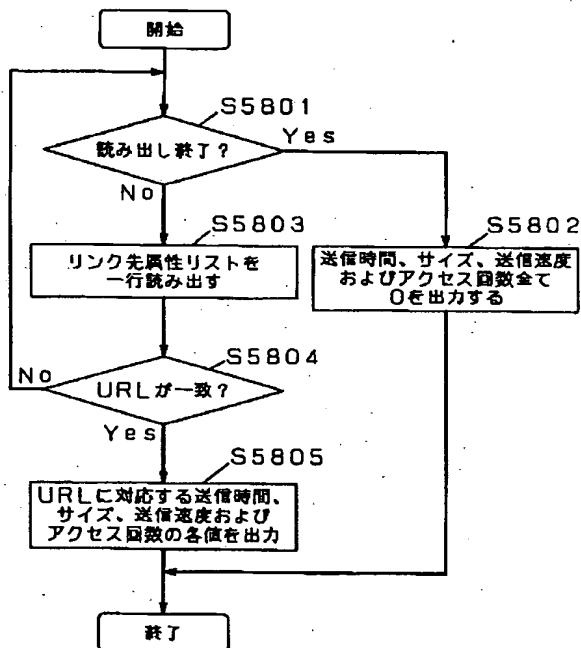 開始
S5801
読み出し終了?
Yes
No
S5803
リンク先属性リストを
一行読み出す
S5802
送信時間、サイズ、送信速度
およびアクセス回数全て
0を出力する
S5804
URLが一致?
No
Yes
S5805
URLに対応する送信時間、
サイズ、送信速度および
アクセス回数の各値を出力
終了